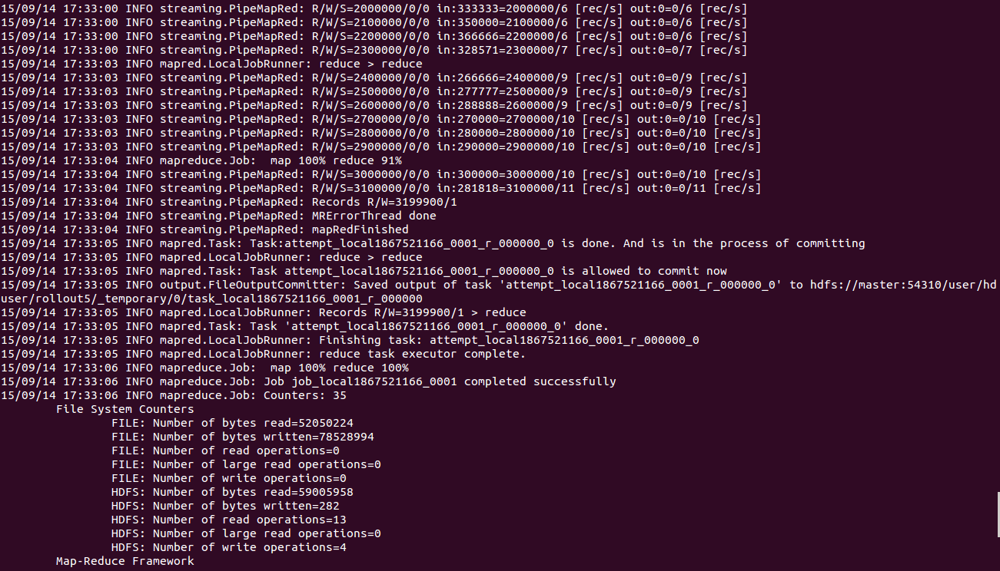 15/09/14 17:33:00 INFO streaming.PipeMapRed: R/W/S=2000000/0/0 in:333333=2000000/6 [rec/s] out:0=0/6 [rec/s]
15/09/14 17:33:00 INFO streaming.PipeMapRed: R/W/S=2100000/0/0 in:350000=2100000/6 [rec/s] out:0=0/6 [rec/s]
15/09/14 17:33:00 INFO streaming.PipeMapRed: R/W/S=2200000/0/0 in:366666=2200000/6 [rec/s] out:0=0/6 [rec/s]
15/09/14 17:33:00 INFO streaming.PipeMapRed: R/W/S=2300000/0/0 in:328571=2300000/7 [rec/s] out:0=0/7 [rec/s]
15/09/14 17:33:03 INFO mapred.LocalJobRunner: reduce > reduce
15/09/14 17:33:03 INFO streaming.PipeMapRed: R/W/S=2400000/0/0 in:266666=2400000/9 [rec/s] out:0=0/9 [rec/s]
15/09/14 17:33:03 INFO streaming.PipeMapRed: R/W/S=2500000/0/0 in:277777=2500000/9 [rec/s] out:0=0/9 [rec/s]
15/09/14 17:33:03 INFO streaming.PipeMapRed: R/W/S=2600000/0/0 in:288888=2600000/9 [rec/s] out:0=0/9 [rec/s]
15/09/14 17:33:03 INFO streaming.PipeMapRed: R/W/S=2700000/0/0 in:270000=2700000/10 [rec/s] out:0=0/10 [rec/s]
15/09/14 17:33:03 INFO streaming.PipeMapRed: R/W/S=2800000/0/0 in:280000=2800000/10 [rec/s] out:0=0/10 [rec/s]
15/09/14 17:33:03 INFO streaming.PipeMapRed: R/W/S=2900000/0/0 in:290000=2900000/10 [rec/s] out:0=0/10 [rec/s]
15/09/14 17:33:04 INFO mapreduce.Job:  map 100% reduce 91%
15/09/14 17:33:04 INFO streaming.PipeMapRed: R/W/S=3000000/0/0 in:300000=3000000/10 [rec/s] out:0=0/10 [rec/s]
15/09/14 17:33:04 INFO streaming.PipeMapRed: R/W/S=3100000/0/0 in:281818=3100000/11 [rec/s] out:0=0/11 [rec/s]
15/09/14 17:33:04 INFO streaming.PipeMapRed: Records R/W=3199900/1
15/09/14 17:33:04 INFO streaming.PipeMapRed: MRErrorThread done
15/09/14 17:33:04 INFO streaming.PipeMapRed: mapRedFinished
15/09/14 17:33:05 INFO mapred.Task: Task:attempt_local1867521166_0001_r_000000_0 is done. And is in the process of committing
15/09/14 17:33:05 INFO mapred.LocalJobRunner: reduce > reduce
15/09/14 17:33:05 INFO mapred.Task: Task attempt_local1867521166_0001_r_000000_0 is allowed to commit now
15/09/14 17:33:05 INFO output.FileOutputCommitter: Saved output of task 'attempt_local1867521166_0001_r_000000_0' to hdfs://master:54310/user/hd
user/rollout5/_temporary/0/task_local1867521166_0001_r_000000
15/09/14 17:33:05 INFO mapred.LocalJobRunner: Records R/W=3199900/1 > reduce
15/09/14 17:33:05 INFO mapred.Task: Task 'attempt_local1867521166_0001_r_000000_0' done.
15/09/14 17:33:05 INFO mapred.LocalJobRunner: Finishing task: attempt_local1867521166_0001_r_000000_0
15/09/14 17:33:05 INFO mapred.LocalJobRunner: reduce task executor complete.
15/09/14 17:33:06 INFO mapreduce.Job:  map 100% reduce 100%
15/09/14 17:33:06 INFO mapreduce.Job: Job job_local1867521166_0001 completed successfully
15/09/14 17:33:06 INFO mapreduce.Job: Counters: 35
File System Counters
FILE: Number of bytes read=52050224
FILE: Number of bytes written=78528994
FILE: Number of read operations=0
FILE: Number of large read operations=0
FILE: Number of write operations=0
HDFS: Number of bytes read=59005958
HDFS: Number of bytes written=282
HDFS: Number of read operations=13
HDFS: Number of large read operations=0
HDFS: Number of write operations=4
Map-Reduce Framework